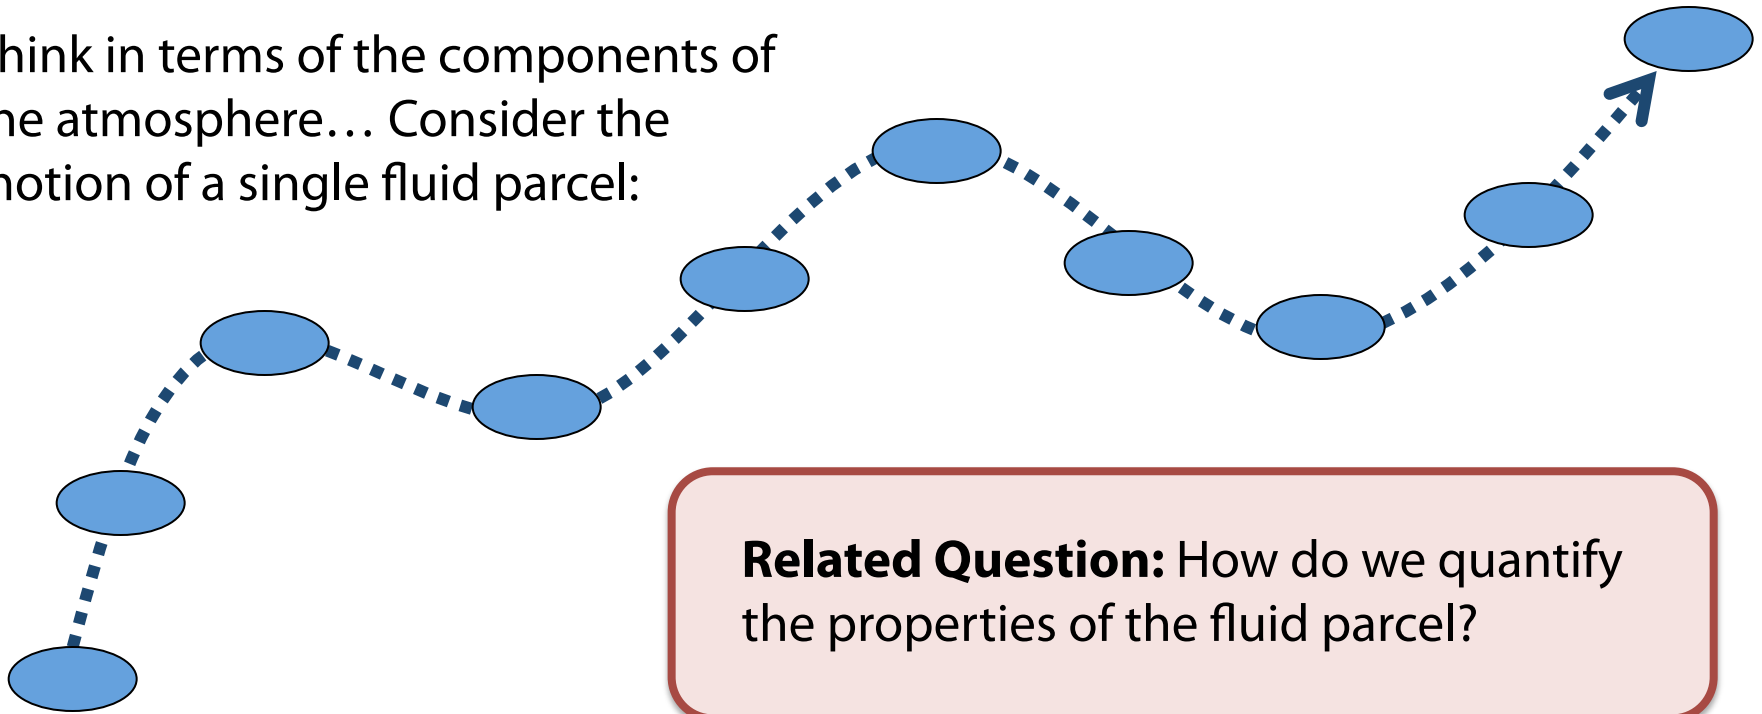 hink in terms of the components of
ne atmosphere… Consider the
notion of a single fluid parcel:
Related Question: How do we quantify
the properties of the fluid parcel?